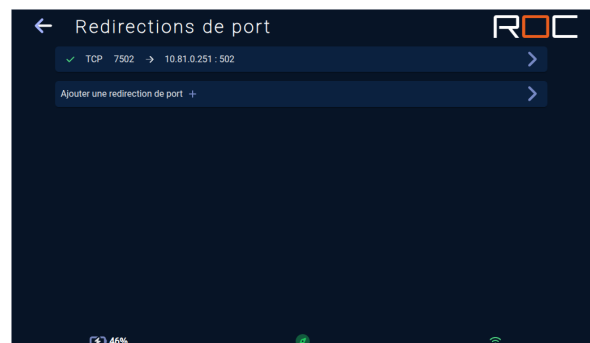 Redirections de port
ROC
TCP 7502 → 10.81.0.251 : 502
Ajouter une redirection de port +
46%